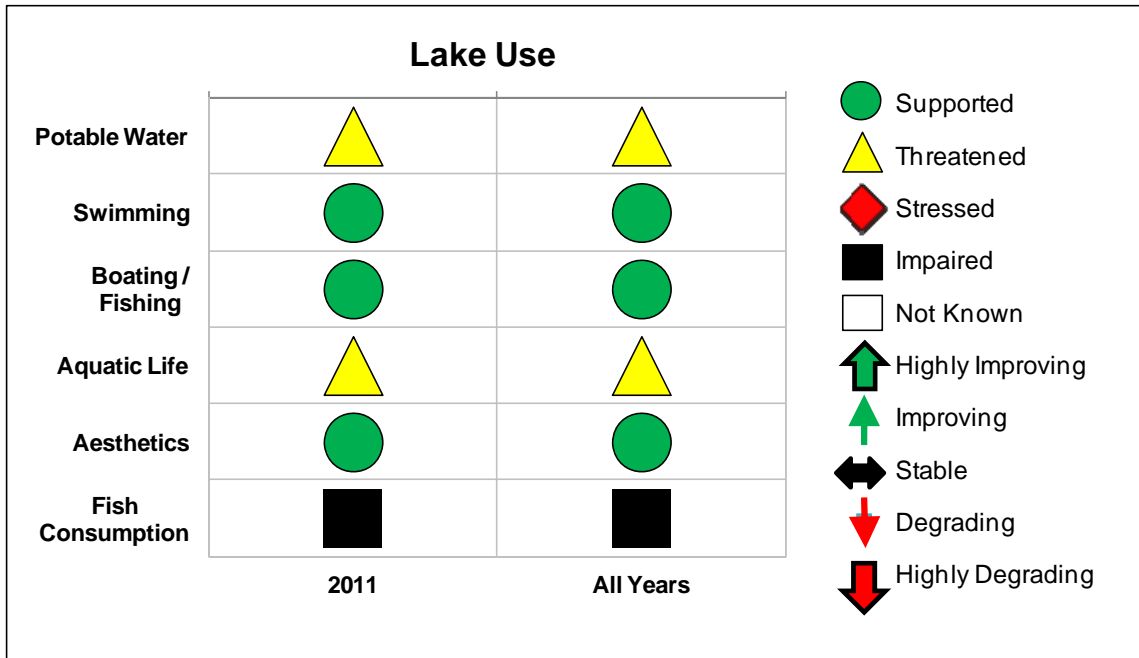 Lake Use
Potable Water
Swimming
Boating /
Fishing
Aquatic Life
Aesthetics
Fish
Consumption
2011
All Years
Supported
Threatened
Stressed
Impaired
Not Known
Highly Improving
Improving
Stable
Degrading
Highly Degrading